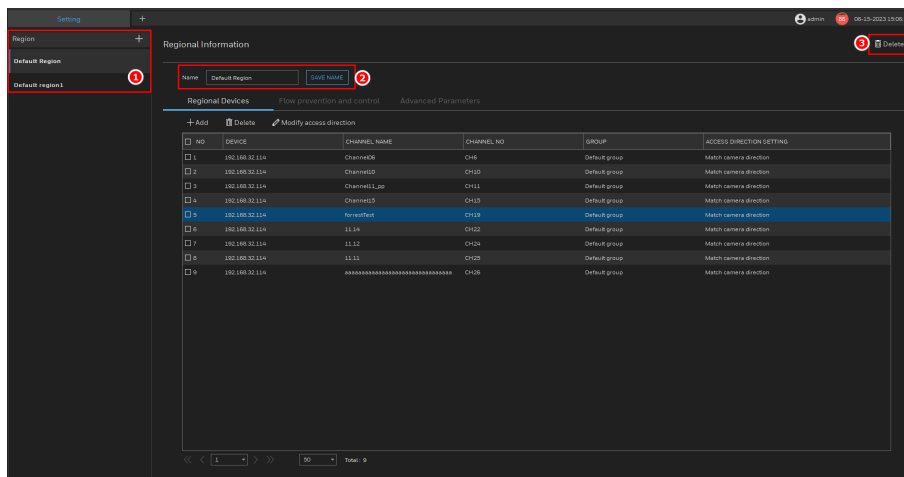 Setting +
admin 86 06-15-2023 15:06
Region +
Default Region
Default region1
1
Regional Information
3 Delete
Name Default Region SAVE NAME 2
Regional Devices Flow prevention and control Advanced Parameters
+ Add Delete Modify access direction
NO DEVICE CHANNEL NAME CHANNEL NO GROUP ACCESS DIRECTION SETTING
1 192.168.32.114 Channel06 CH6 Default group Match camera direction
2 192.168.32.114 Channel10 CH10 Default group Match camera direction
3 192.168.32.114 Channel11_pp CH11 Default group Match camera direction
4 192.168.32.114 Channel15 CH15 Default group Match camera direction
5 192.168.32.114 forrestTest CH19 Default group Match camera direction
6 192.168.32.114 11.14 CH22 Default group Match camera direction
7 192.168.32.114 11.12 CH24 Default group Match camera direction
8 192.168.32.114 11.11 CH25 Default group Match camera direction
9 192.168.32.114 aaaaaaaaaaaaaaaaaaaaaaaaaaaaaaaa CH26 Default group Match camera direction
<< < 1 > >> 50 Total: 9